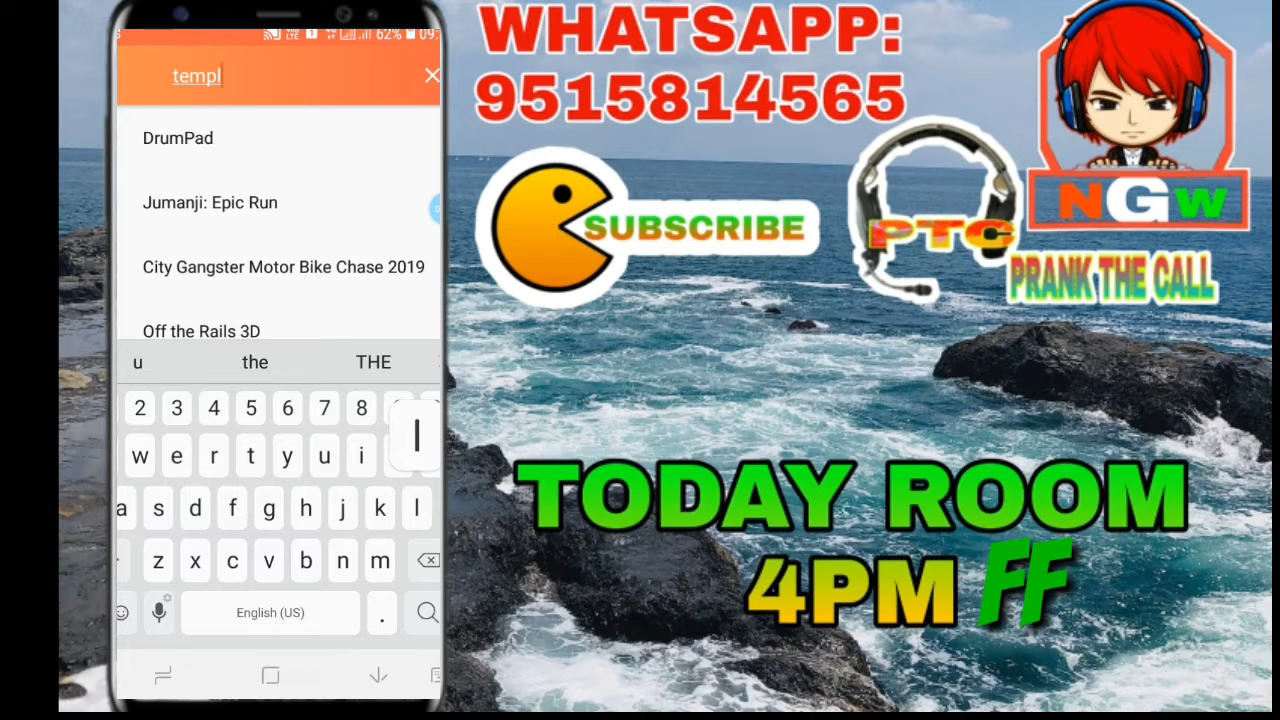 WHATSAPP:
9515814565
62% 09:
templ
DrumPad
Jumanji: Epic Run
City Gangster Motor Bike Chase 2019
Off the Rails 3D
u the THE
2 3 4 5 6 7 8
w e r t y u i l
a s d f g h j k l
z x c v b n m
English (US) .
SUBSCRIBE
PTC
PRANK THE CALL
NGW
TODAY ROOM
4PM FF